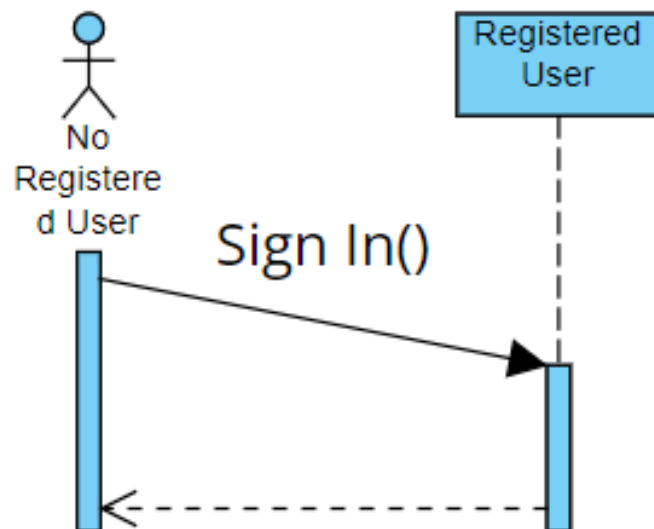 Registered
User
No
Registere
d User
Sign In()